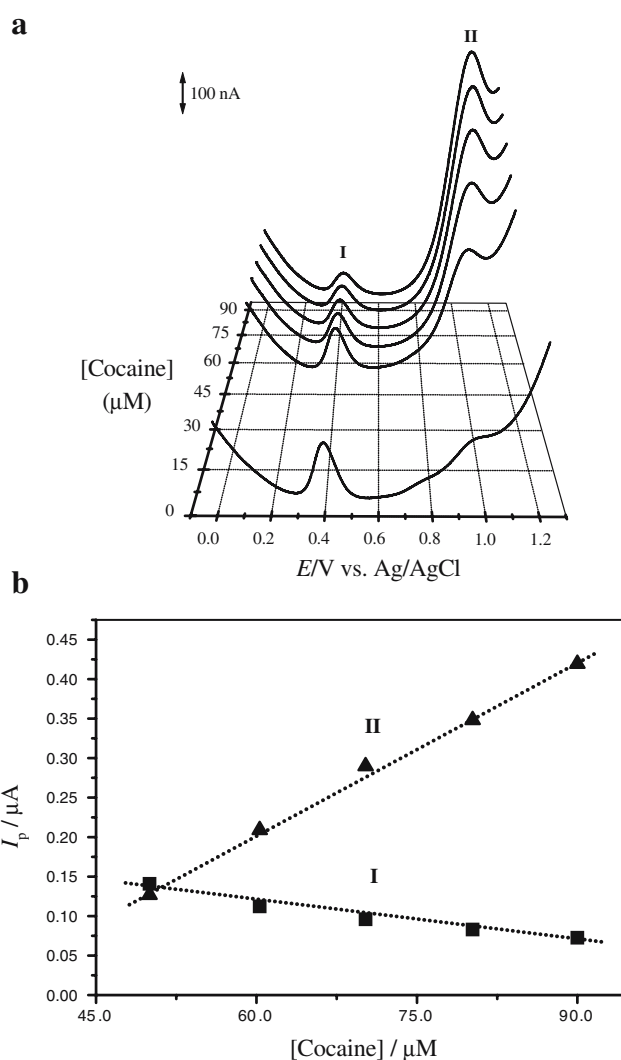 a
II
100 nA
I
90
75
60
45
30
15
0
[Cocaine]
(µM)
0.0 0.2 0.4 0.6 0.8 1.0 1.2
E/V vs. Ag/AgCl
b
0.45
0.40
0.35
0.30
0.25
0.20
0.15
0.10
0.05
0.00
I_p / µA
II
I
45.0 60.0 75.0 90.0
[Cocaine] / µM